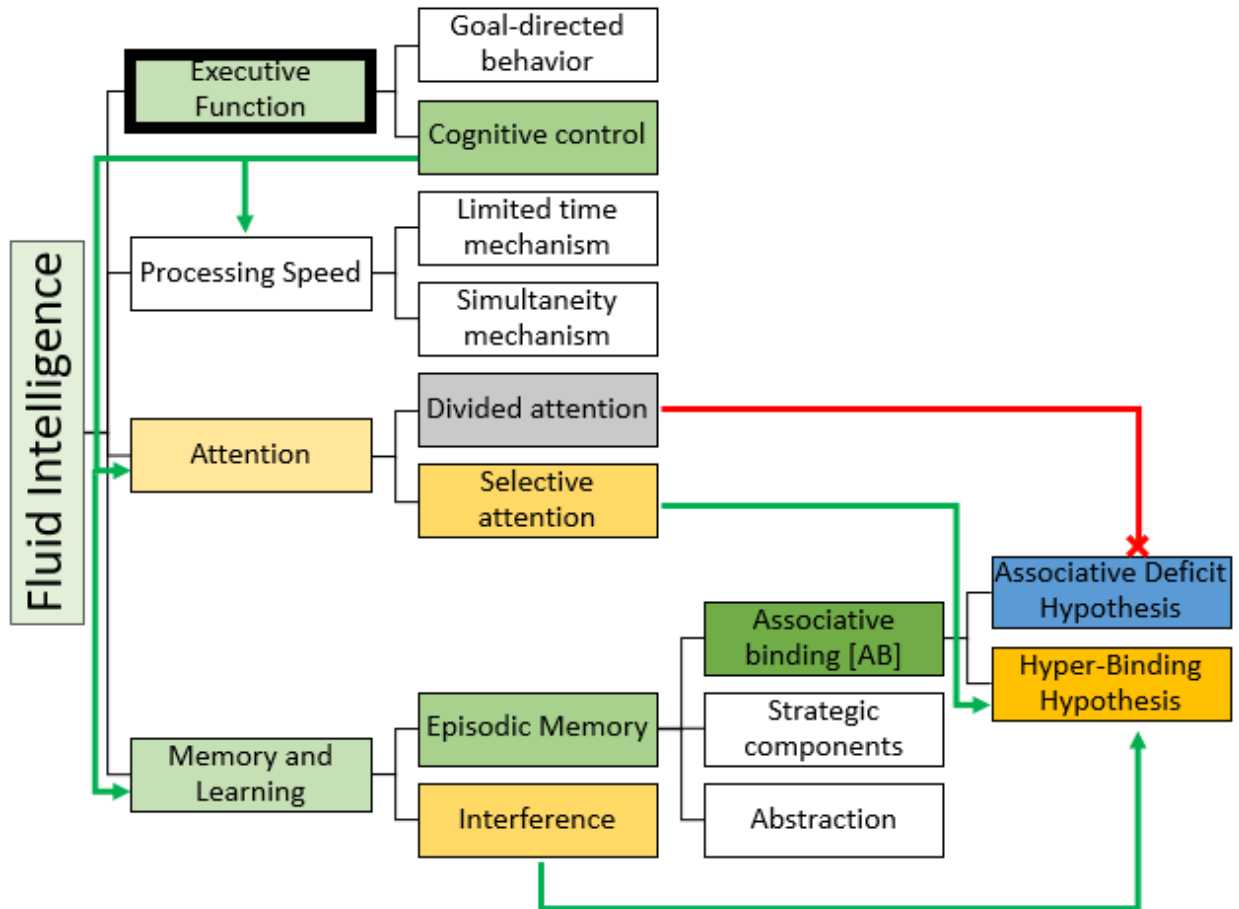 Fluid Intelligence
Executive
Function
Goal-directed
behavior
Cognitive control
Processing Speed
Limited time
mechanism
Simultaneity
mechanism
Attention
Divided attention
Selective
attention
Memory and
Learning
Episodic Memory
Interference
Associative
binding [AB]
Strategic
components
Abstraction
Associative Deficit
Hypothesis
Hyper-Binding
Hypothesis